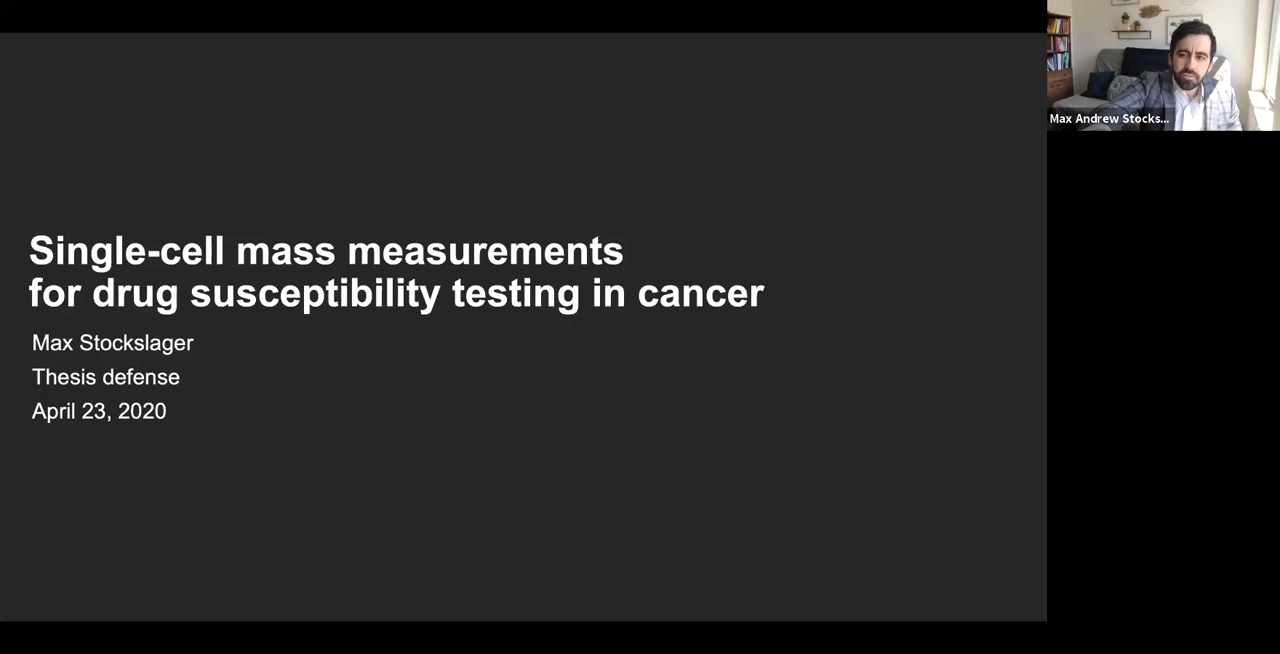 Single-cell mass measurements
for drug susceptibility testing in cancer
Max Stockslager
Thesis defense
April 23, 2020
Max Andrew Stocks...